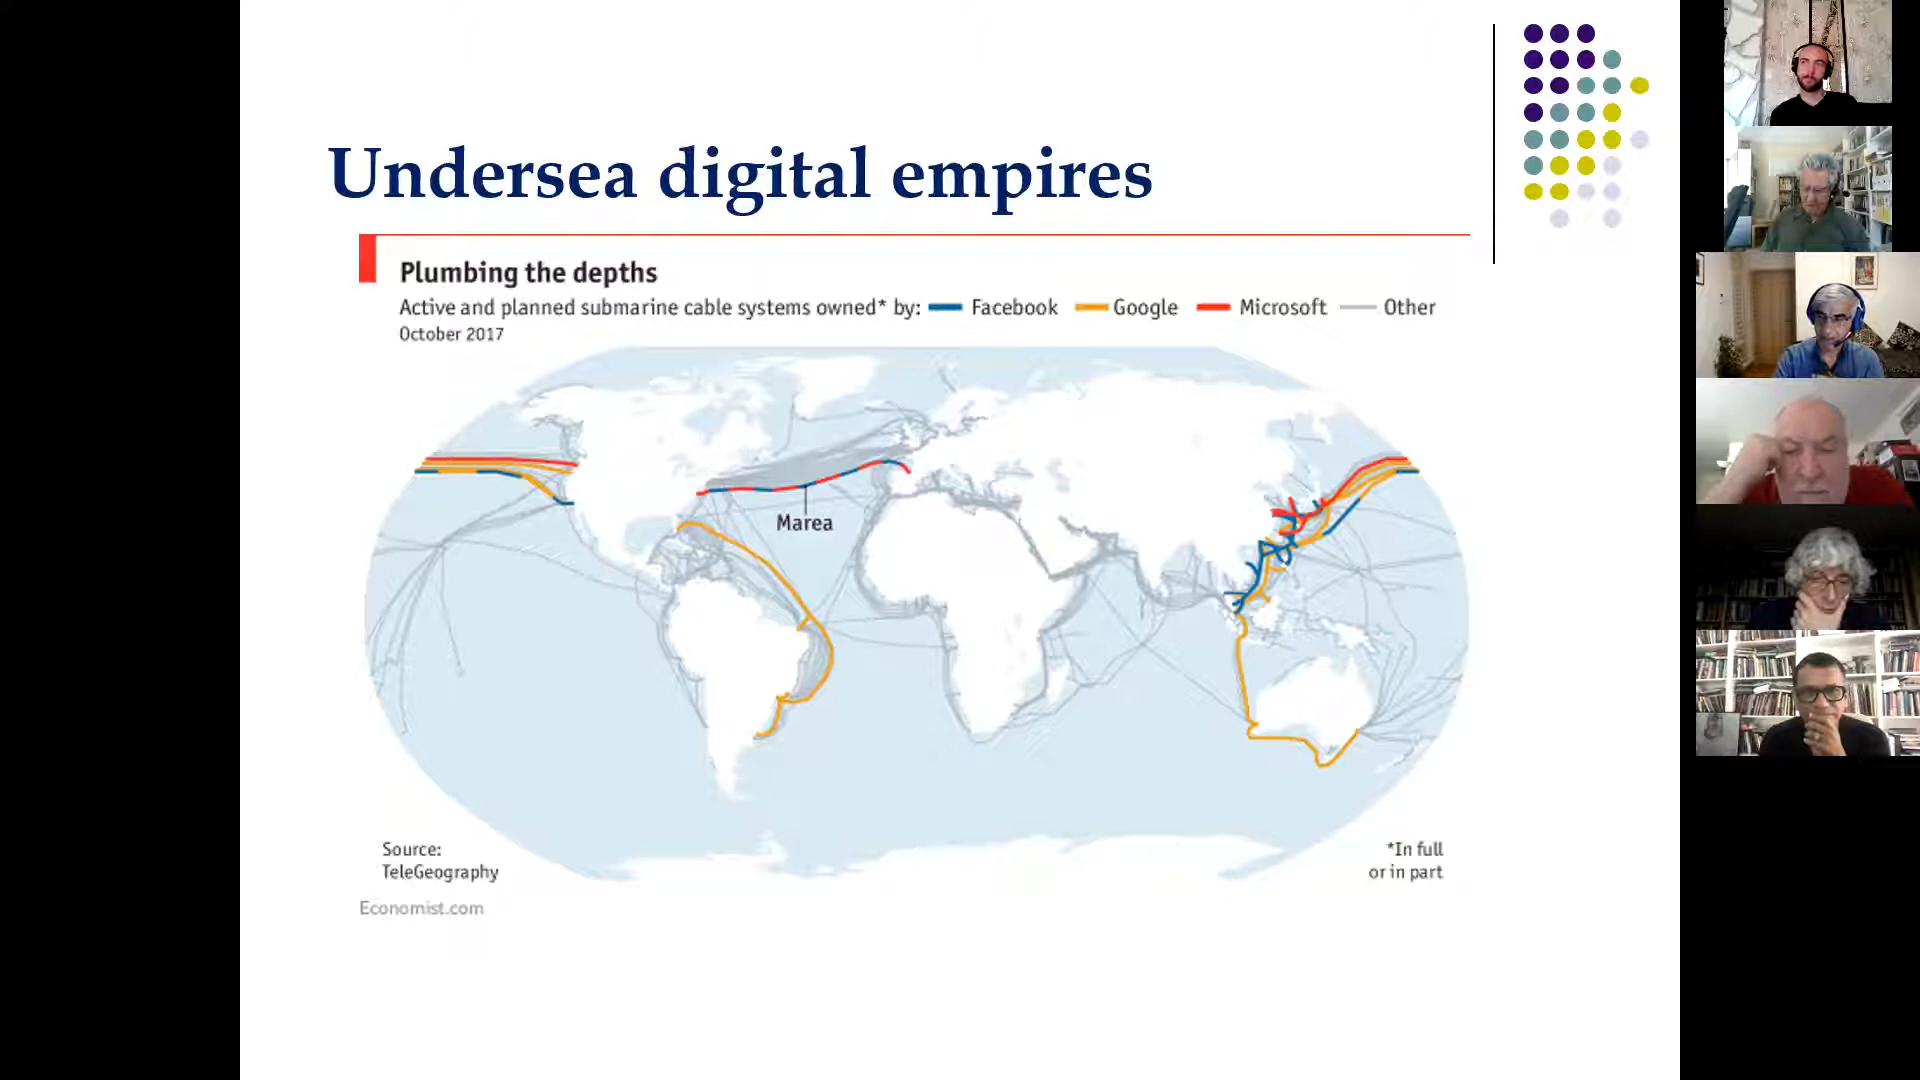 Undersea digital empires
Plumbing the depths
Active and planned submarine cable systems owned* by: Facebook Google Microsoft Other
October 2017
Marea
Source:
TeleGeography
*In full
or in part
Economist.com